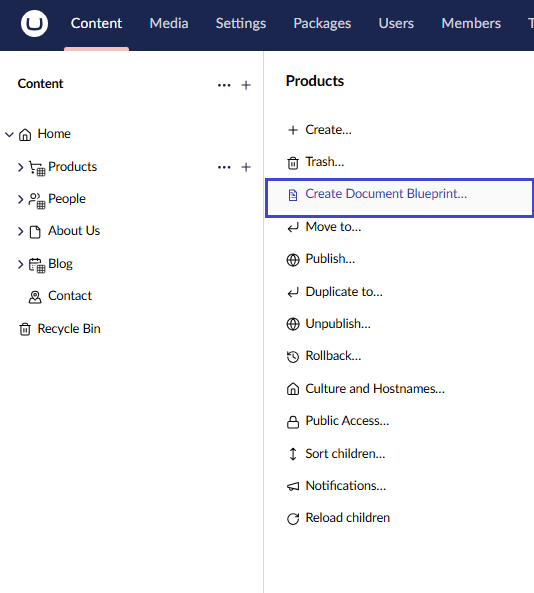 Content Media Settings Packages Users Members
Content
Home
Products
People
About Us
Blog
Contact
Recycle Bin
Products
Create...
Trash...
Create Document Blueprint...
Move to...
Publish...
Duplicate to...
Unpublish...
Rollback...
Culture and Hostnames...
Public Access...
Sort children...
Notifications...
Reload children